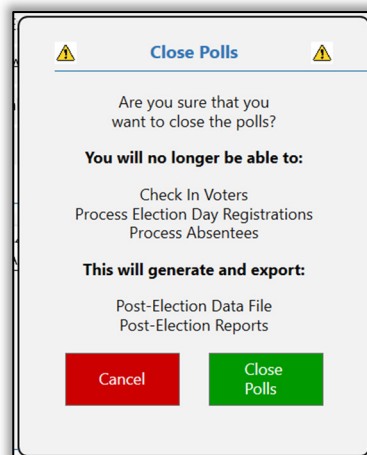 Close Polls
Are you sure that you
want to close the polls?
You will no longer be able to:
Check In Voters
Process Election Day Registrations
Process Absentees
This will generate and export:
Post-Election Data File
Post-Election Reports
Cancel
Close
Polls